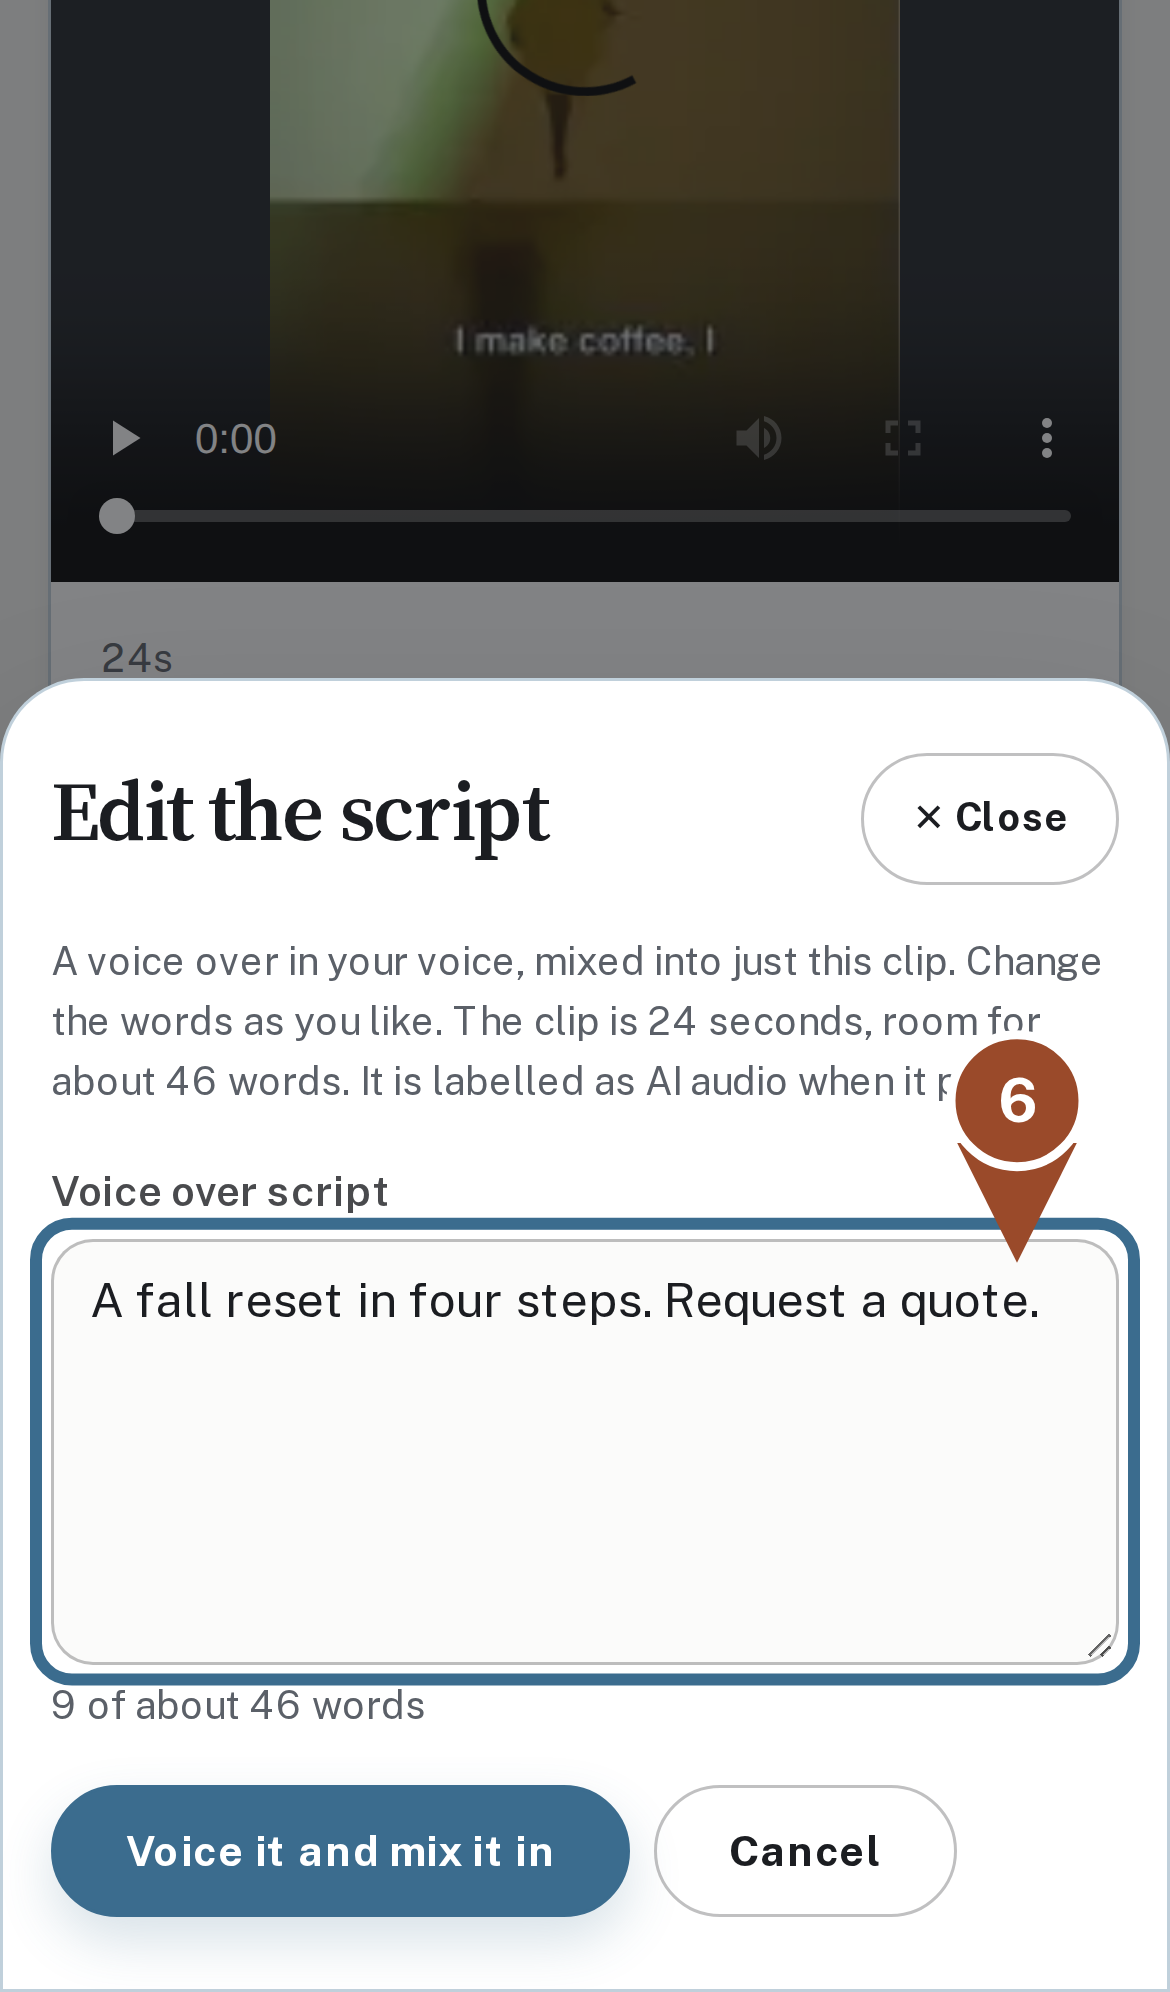 I make coffee, I
0:00
24s
Edit the script
× Close
A voice over in your voice, mixed into just this clip. Change
the words as you like. The clip is 24 seconds, room for
about 46 words. It is labelled as AI audio when it
6
Voice over script
A fall reset in four steps. Request a quote.
9 of about 46 words
Voice it and mix it in
Cancel